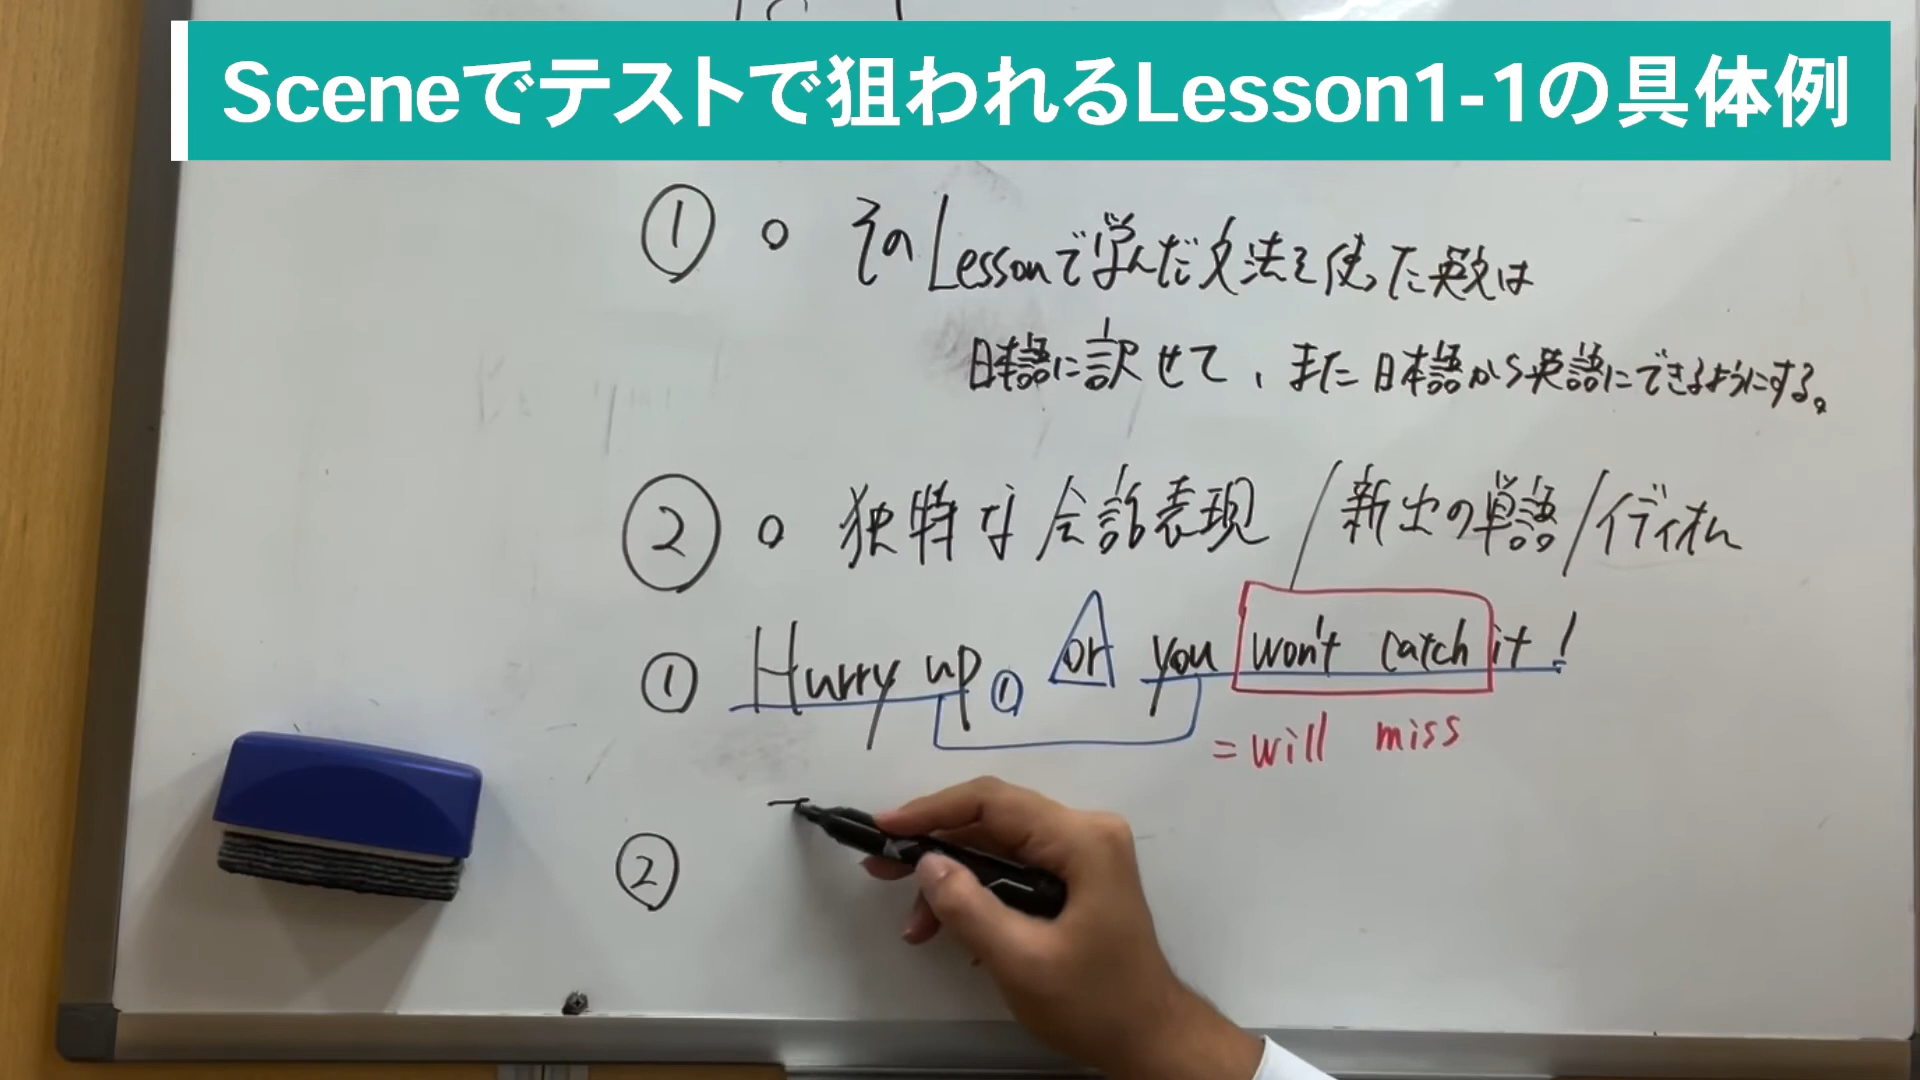 Sceneでテストで狙われるLesson1-1の具体例
① ○ そのLessonで学んだ文法を使った英文は
日本語に訳せて、また日本語から英語にできるようにする。
② ○ 独特な会話表現/新出の単語/イディオム
① Hurry up, or you won't catch it!
= will miss
②